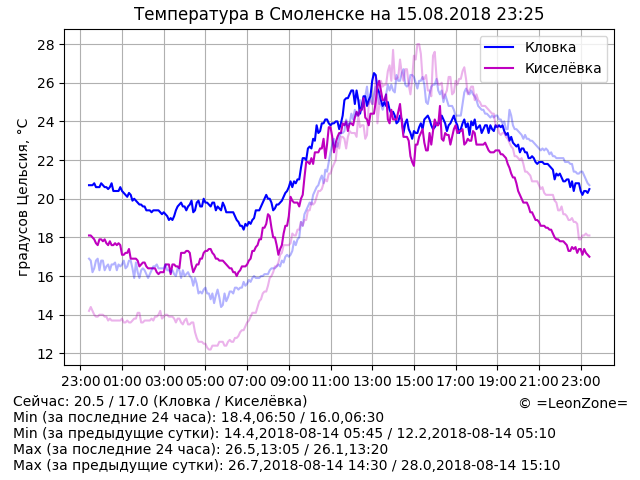 Температура в Смоленске на 15.08.2018 23:25
Кловка
Киселёвка
градусов Цельсия, °C
28
26
24
22
20
18
16
14
12
23:00 01:00 03:00 05:00 07:00 09:00 11:00 13:00 15:00 17:00 19:00 21:00 23:00
Сейчас: 20.5 / 17.0 (Кловка / Киселёвка)
© =LeonZone=
Min (за последние 24 часа): 18.4,06:50 / 16.0,06:30
Min (за предыдущие сутки): 14.4,2018-08-14 05:45 / 12.2,2018-08-14 05:10
Max (за последние 24 часа): 26.5,13:05 / 26.1,13:20
Max (за предыдущие сутки): 26.7,2018-08-14 14:30 / 28.0,2018-08-14 15:10